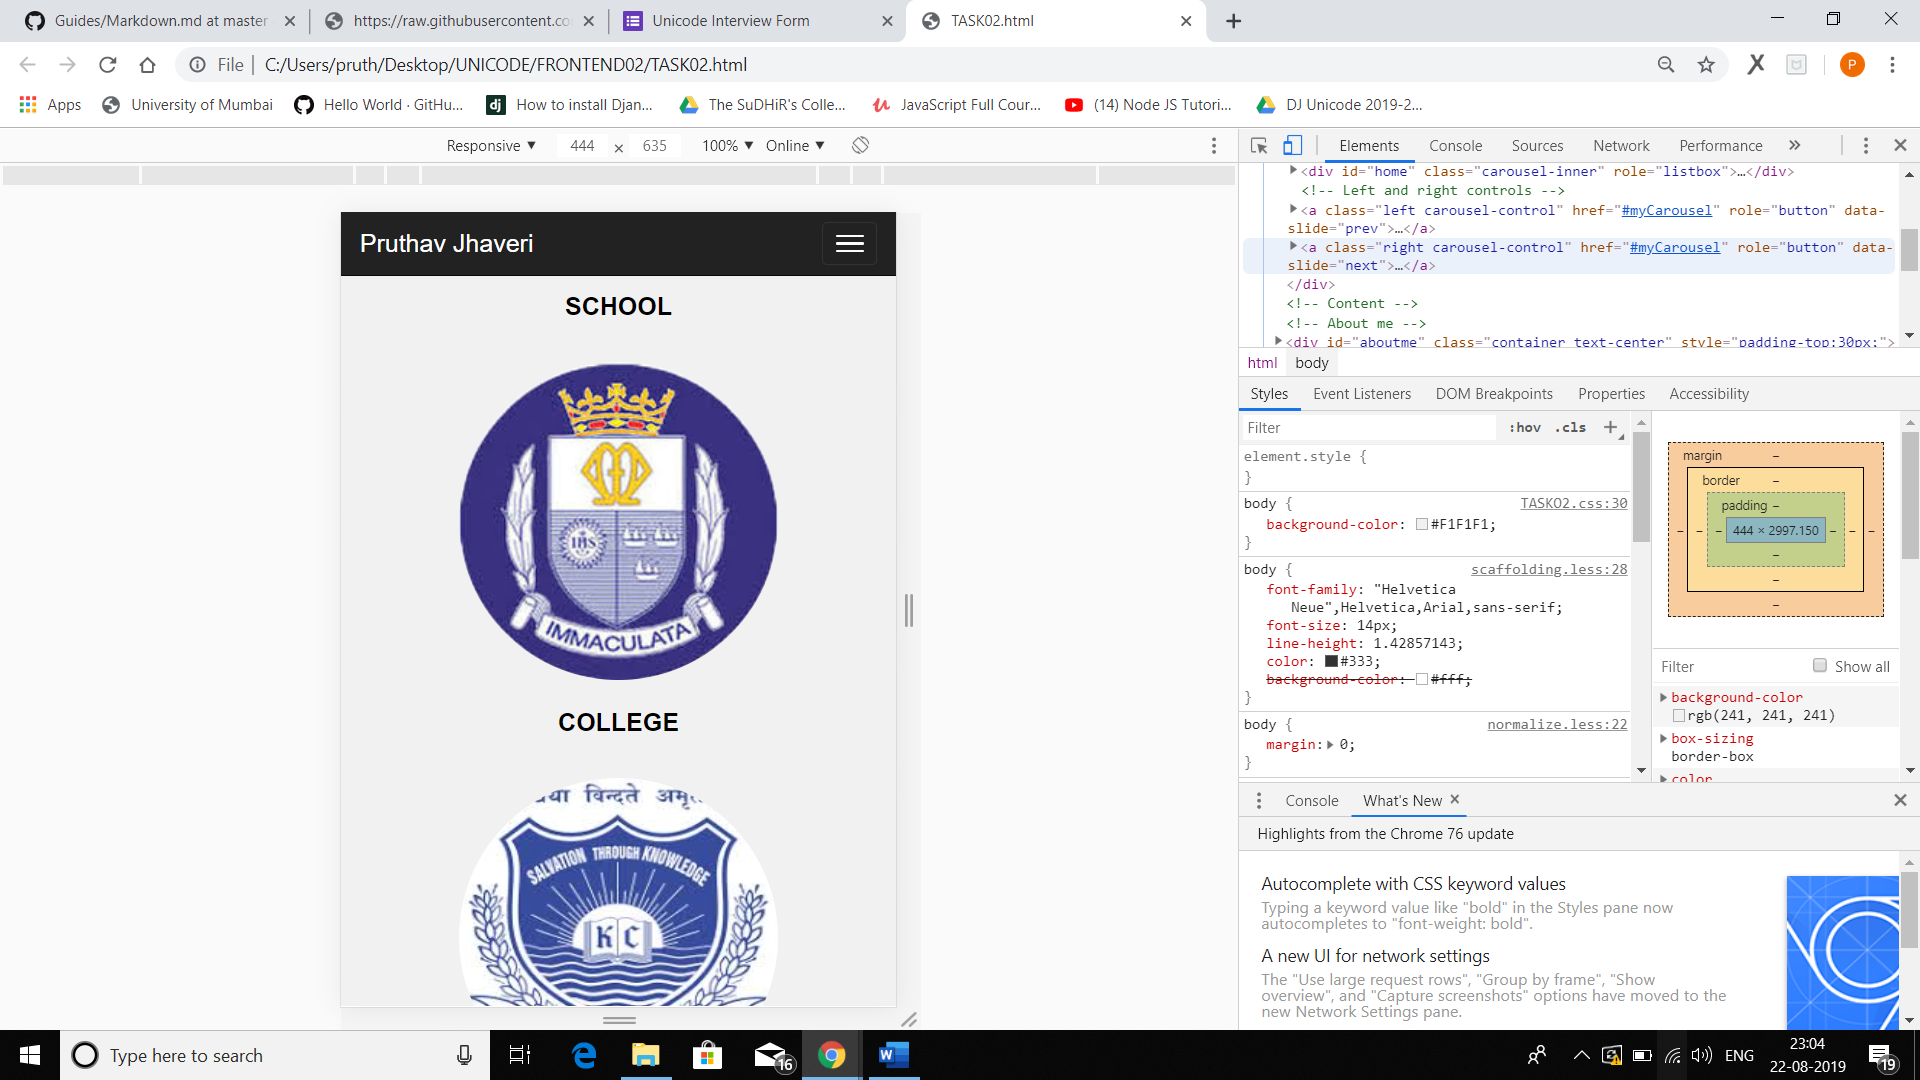 Guides/Markdown.md at master
https://raw.githubusercontent.co
Unicode Interview Form
TASK02.html
File
C:/Users/pruth/Desktop/UNICODE/FRONTEND02/TASK02.html
P
Apps
University of Mumbai
Hello World · GitHu...
dj
How to install Djan...
The SuDHiR's Colle...
JavaScript Full Cour...
(14) Node JS Tutori...
DJ Unicode 2019-2...
Responsive ▼ 444 × 635 100% ▼ Online ▼
Elements Console Sources Network Performance »
<div id="home" class="carousel-inner" role="listbox">…</div>
<!-- Left and right controls -->
<a class="left carousel-control" href="#myCarousel" role="button" data-
slide="prev">…</a>
<a class="right carousel-control" href="#myCarousel" role="button" data-
slide="next">…</a>
</div>
<!-- Content -->
<!-- About me -->
<div id="aboutme" class="container text-center" style="padding-top:30px;">
html body
Styles Event Listeners DOM Breakpoints Properties Accessibility
Filter :hov .cls +
element.style {
}
body { TASKO2.css:30
background-color: #F1F1F1;
}
body { scaffolding.less:28
font-family: "Helvetica
Neue",Helvetica,Arial,sans-serif;
font-size: 14px;
line-height: 1.42857143;
color: #333;
background-color: #fff;
}
body { normalize.less:22
margin: 0;
}
margin –
border –
padding –
– – – 444 × 2997.150 – – –
–
–
–
Filter Show all
background-color
rgb(241, 241, 241)
box-sizing
border-box
color
Console What's New ×
Highlights from the Chrome 76 update
Autocomplete with CSS keyword values
Typing a keyword value like "bold" in the Styles pane now
autocompletes to "font-weight: bold".
A new UI for network settings
The "Use large request rows", "Group by frame", "Show
overview", and "Capture screenshots" options have moved to the
new Network Settings pane.
Pruthav Jhaveri
SCHOOL
IHS
IMMACULATA
COLLEGE
विन्दते
SALVATION THROUGH KNOWLEDGE
K C
Type here to search
16
ENG
23:04
22-08-2019
19